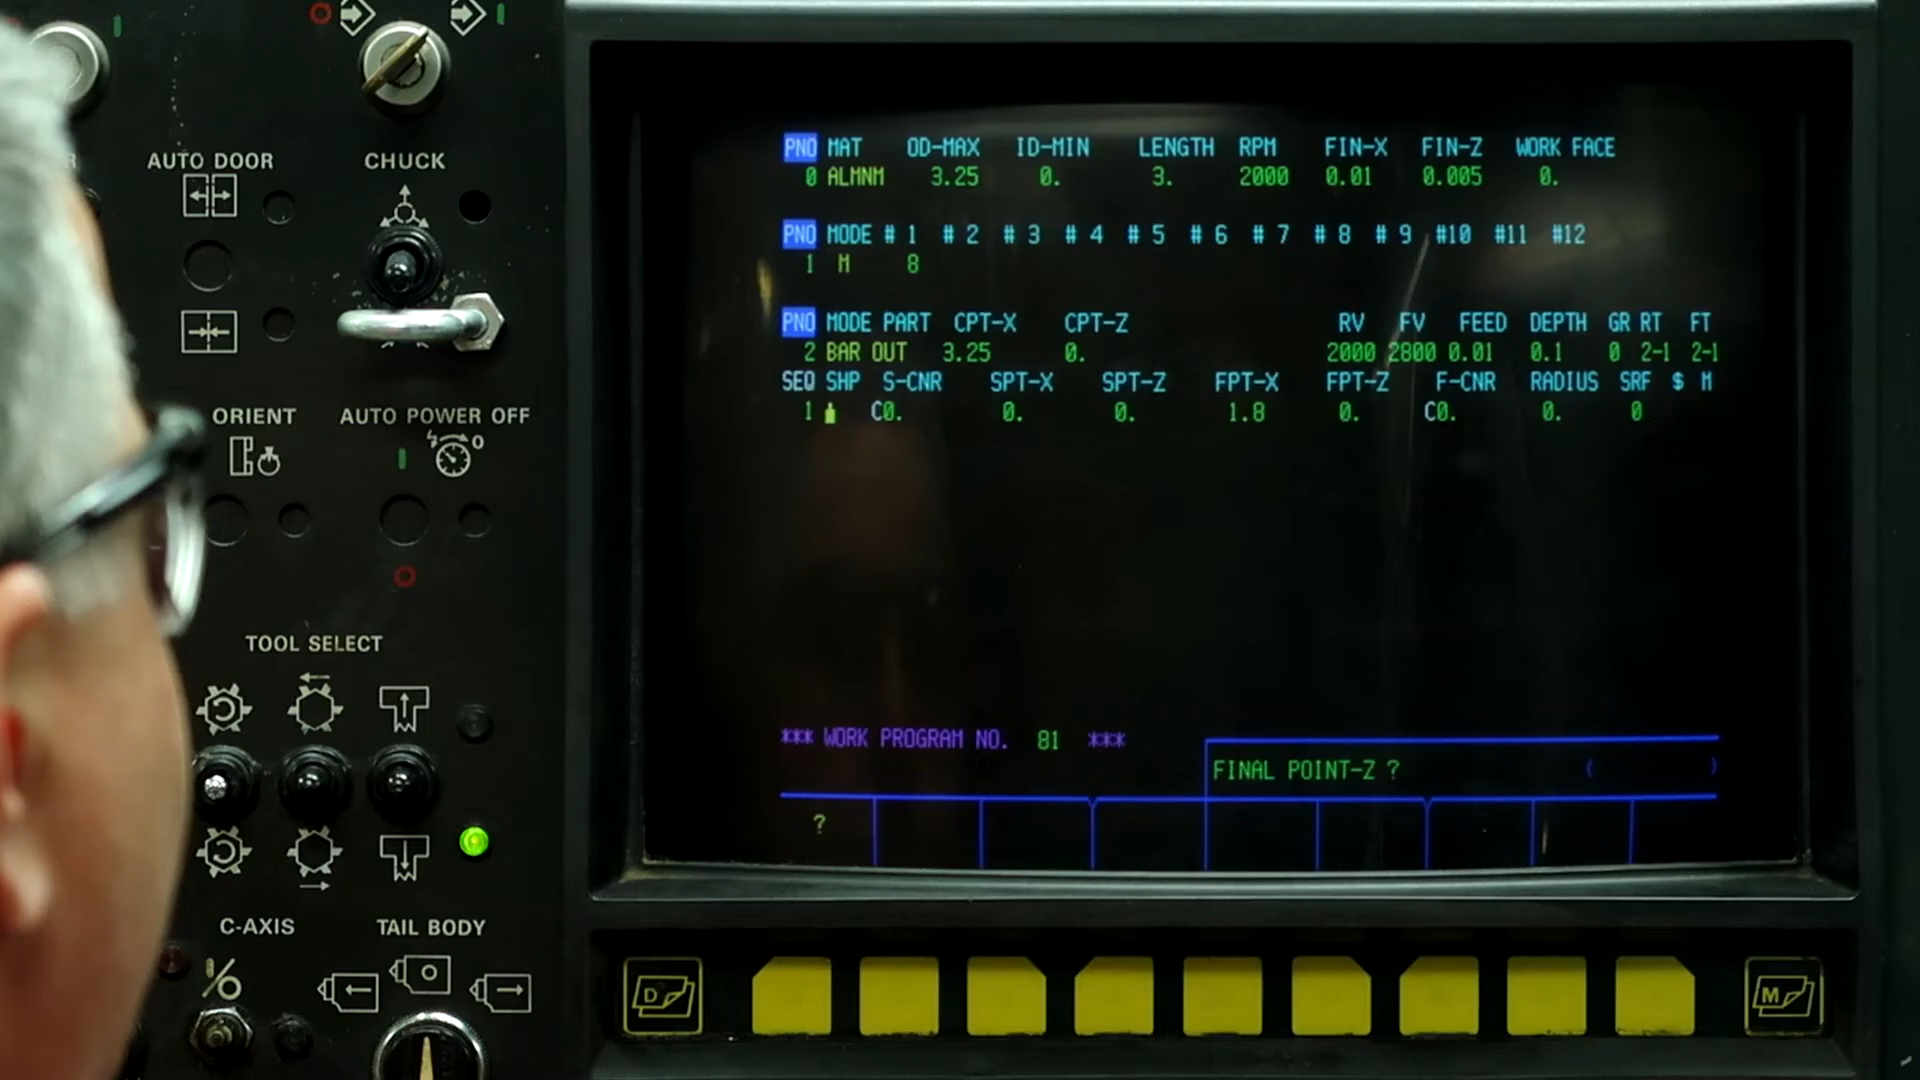 AUTO DOOR
CHUCK
ORIENT
AUTO POWER OFF
TOOL SELECT
C-AXIS
TAIL BODY
PNO MAT OD-MAX ID-MIN LENGTH RPM FIN-X FIN-Z WORK FACE
0 ALMNM 3.25 0. 3. 2000 0.01 0.005 0.
PNO MODE # 1 # 2 # 3 # 4 # 5 # 6 # 7 # 8 # 9 #10 #11 #12
1 M 8
PNO MODE PART CPT-X CPT-Z RV FV FEED DEPTH GR RT FT
2 BAR OUT 3.25 0. 2000 2800 0.01 0.1 0 2-1 2-1
SEQ SHP S-CNR SPT-X SPT-Z FPT-X FPT-Z F-CNR RADIUS SRF $ M
1 C0. 0. 0. 1.8 0. C0. 0. 0
*** WORK PROGRAM NO. 81 ***
FINAL POINT-Z ? ( )
?
D
M